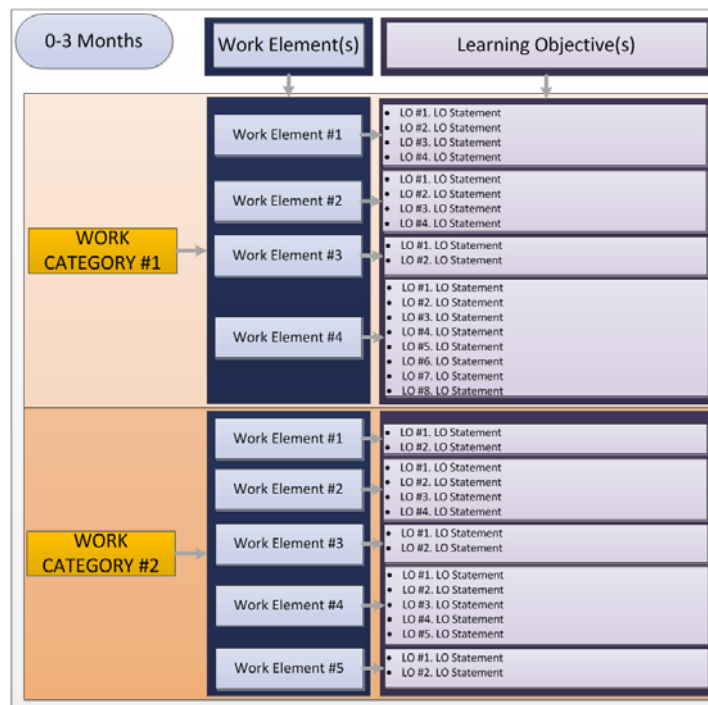 0-3 Months
Work Element(s)
Learning Objective(s)
WORK
CATEGORY #1
Work Element #1
• LO #1. LO Statement
• LO #2. LO Statement
• LO #3. LO Statement
• LO #4. LO Statement
Work Element #2
• LO #1. LO Statement
• LO #2. LO Statement
• LO #3. LO Statement
• LO #4. LO Statement
Work Element #3
• LO #1. LO Statement
• LO #2. LO Statement
Work Element #4
• LO #1. LO Statement
• LO #2. LO Statement
• LO #3. LO Statement
• LO #4. LO Statement
• LO #5. LO Statement
• LO #6. LO Statement
• LO #7. LO Statement
• LO #8. LO Statement
WORK
CATEGORY #2
Work Element #1
• LO #1. LO Statement
• LO #2. LO Statement
Work Element #2
• LO #1. LO Statement
• LO #2. LO Statement
• LO #3. LO Statement
• LO #4. LO Statement
Work Element #3
• LO #1. LO Statement
• LO #2. LO Statement
Work Element #4
• LO #1. LO Statement
• LO #2. LO Statement
• LO #3. LO Statement
• LO #4. LO Statement
• LO #5. LO Statement
Work Element #5
• LO #1. LO Statement
• LO #2. LO Statement